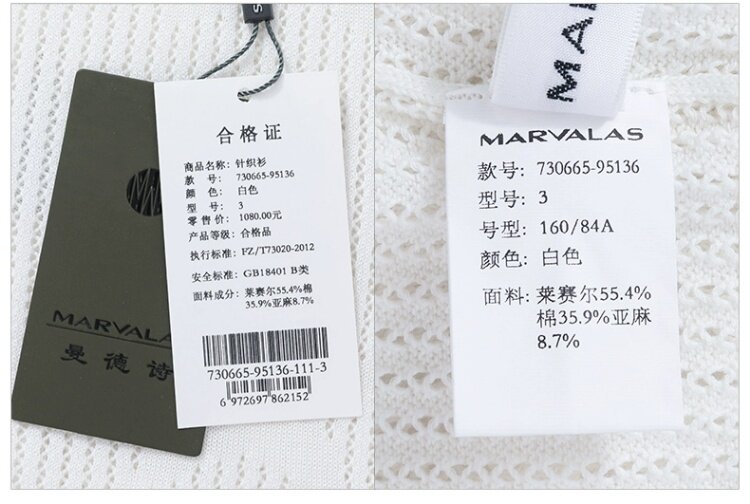 S
MARVALAS
曼德诗
合格证
商品名称: 针织衫
款 号: 730665-95136
颜 色: 白色
型 号: 3
零 售 价: 1080.00元
产品等级: 合格品
执行标准: FZ/T73020-2012
安全标准: GB18401 B类
面料成分: 莱赛尔55.4%棉
35.9%亚麻8.7%
730665-95136-111-3
6 972697 862152
MA
MARVALAS
款号: 730665-95136
型号: 3
号型: 160/84A
颜色: 白色
面料: 莱赛尔55.4%
棉35.9%亚麻
8.7%